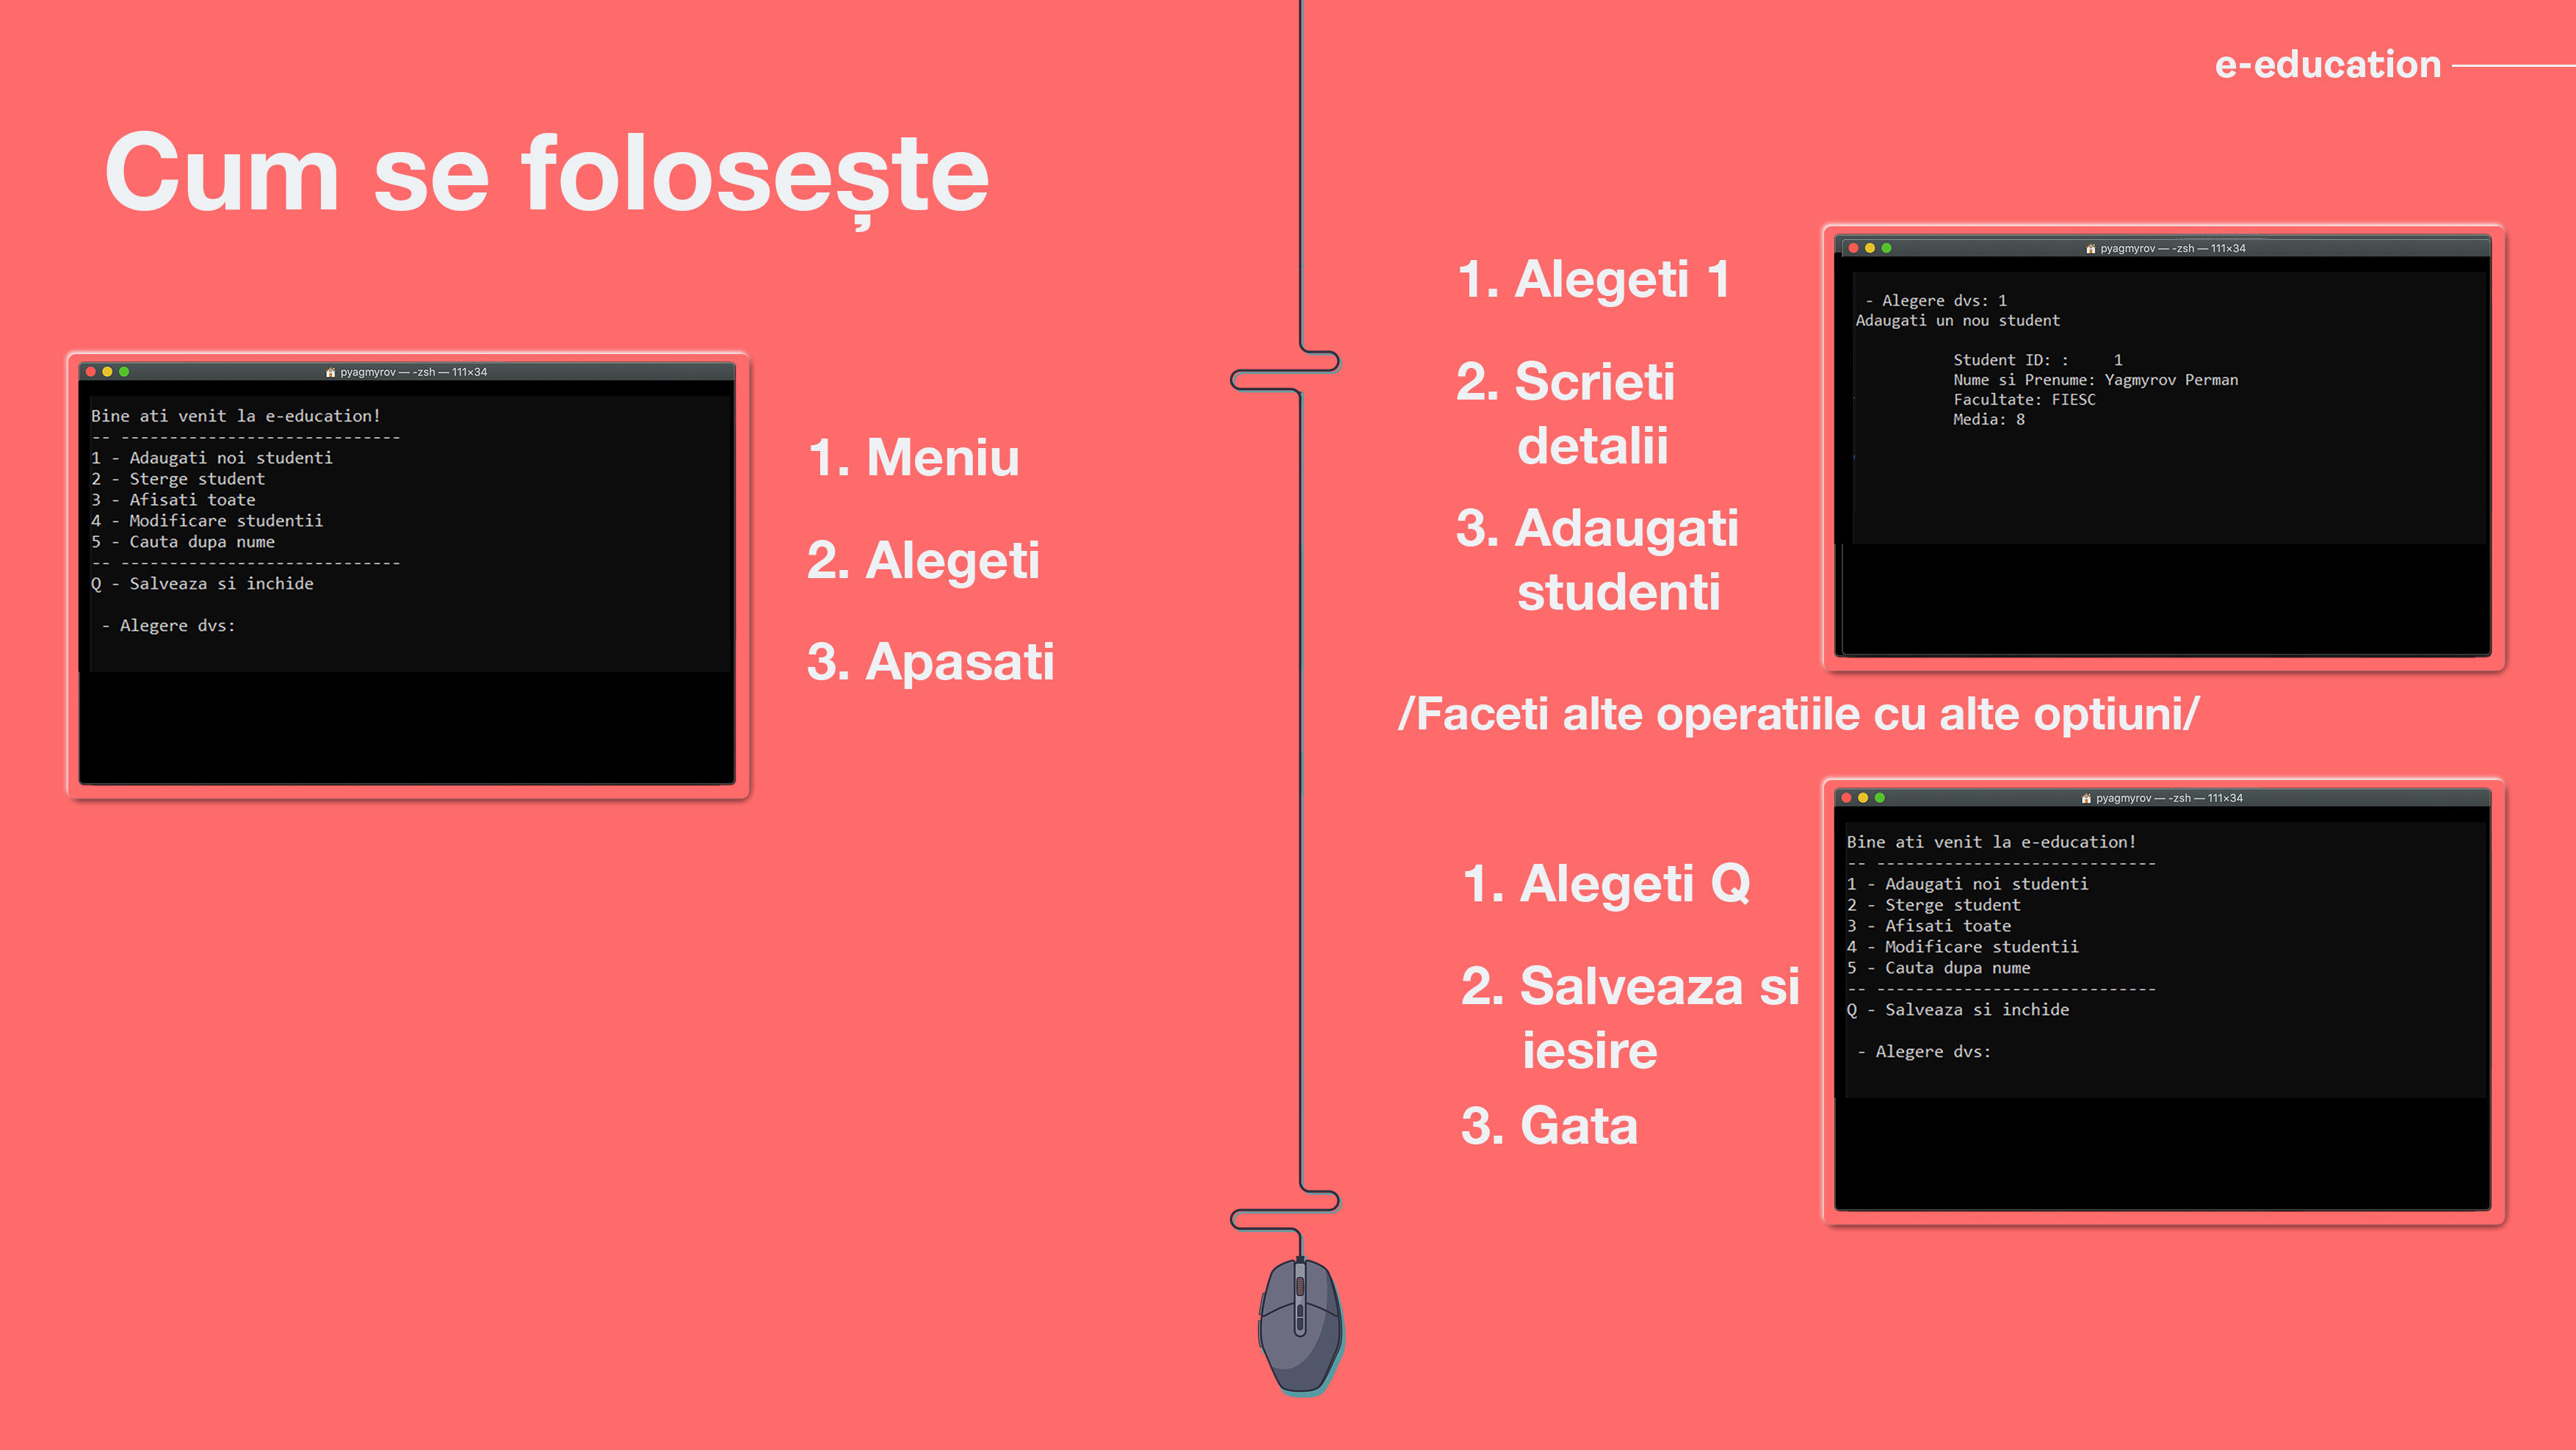 e-education
Cum se folosește
pyagmyrov — -zsh — 111×34
Bine ati venit la e-education!
-- -----------------------------
1 - Adaugati noi studenti
2 - Sterge student
3 - Afisati toate
4 - Modificare studentii
5 - Cauta dupa nume
-- -----------------------------
Q - Salveaza si inchide
- Alegere dvs:
1. Meniu
2. Alegeti
3. Apasati
1. Alegeti 1
2. Scrieti
detalii
3. Adaugati
studenti
pyagmyrov — -zsh — 111×34
- Alegere dvs: 1
Adaugati un nou student
Student ID: : 1
Nume si Prenume: Yagmyrov Perman
Facultate: FIESC
Media: 8
/Faceti alte operatiile cu alte optiuni/
1. Alegeti Q
2. Salveaza si
iesire
3. Gata
pyagmyrov — -zsh — 111×34
Bine ati venit la e-education!
-- -----------------------------
1 - Adaugati noi studenti
2 - Sterge student
3 - Afisati toate
4 - Modificare studentii
5 - Cauta dupa nume
-- -----------------------------
Q - Salveaza si inchide
- Alegere dvs: